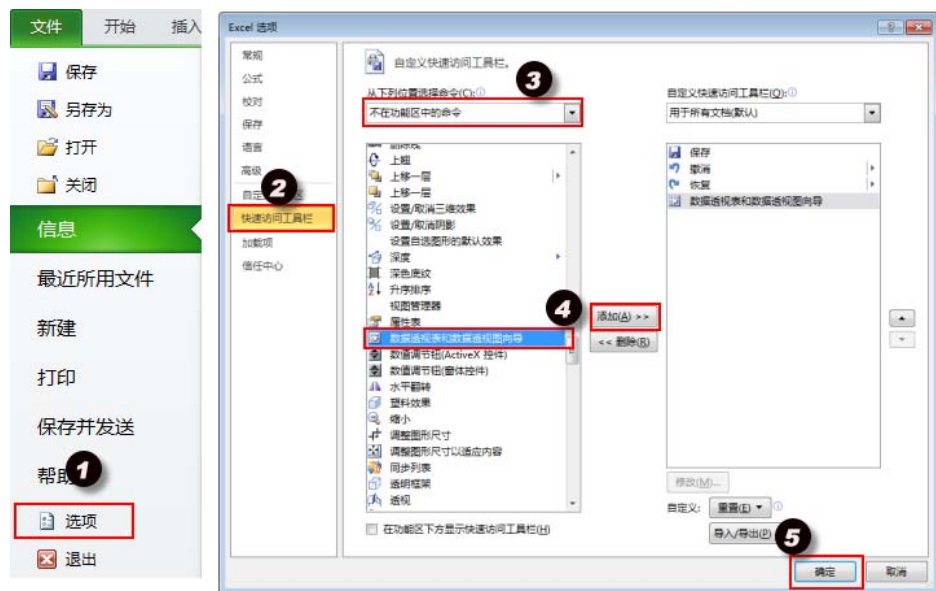 文件 开始 插入
保存
另存为
打开
关闭
信息
最近所用文件
新建
打印
保存并发送
帮助
1
选项
退出
Excel 选项
常规
公式
校对
保存
语言
高级
2
快速访问工具栏
加载项
信任中心
自定义快速访问工具栏。
3
从下列位置选择命令(C):
不在功能区中的命令
删除线
上翘
上移一层
上移一层
设置/取消三维效果
设置/取消阴影
设置自选图形的默认效果
深度
深色底纹
升序排序
视图管理器
属性表
数据透视表和数据透视图向导
数值调节钮(ActiveX 控件)
数值调节钮(窗体控件)
水平翻转
塑料效果
缩小
调整图形尺寸
调整图形尺寸以适应内容
同步列表
透明框架
透视
在功能区下方显示快速访问工具栏(H)
4
添加(A) >>
<< 删除(R)
自定义快速访问工具栏(Q):
用于所有文档(默认)
保存
撤消
恢复
数据透视表和数据透视图向导
修改(M)...
自定义: 重置(E)
导入/导出(P)
5
确定 取消